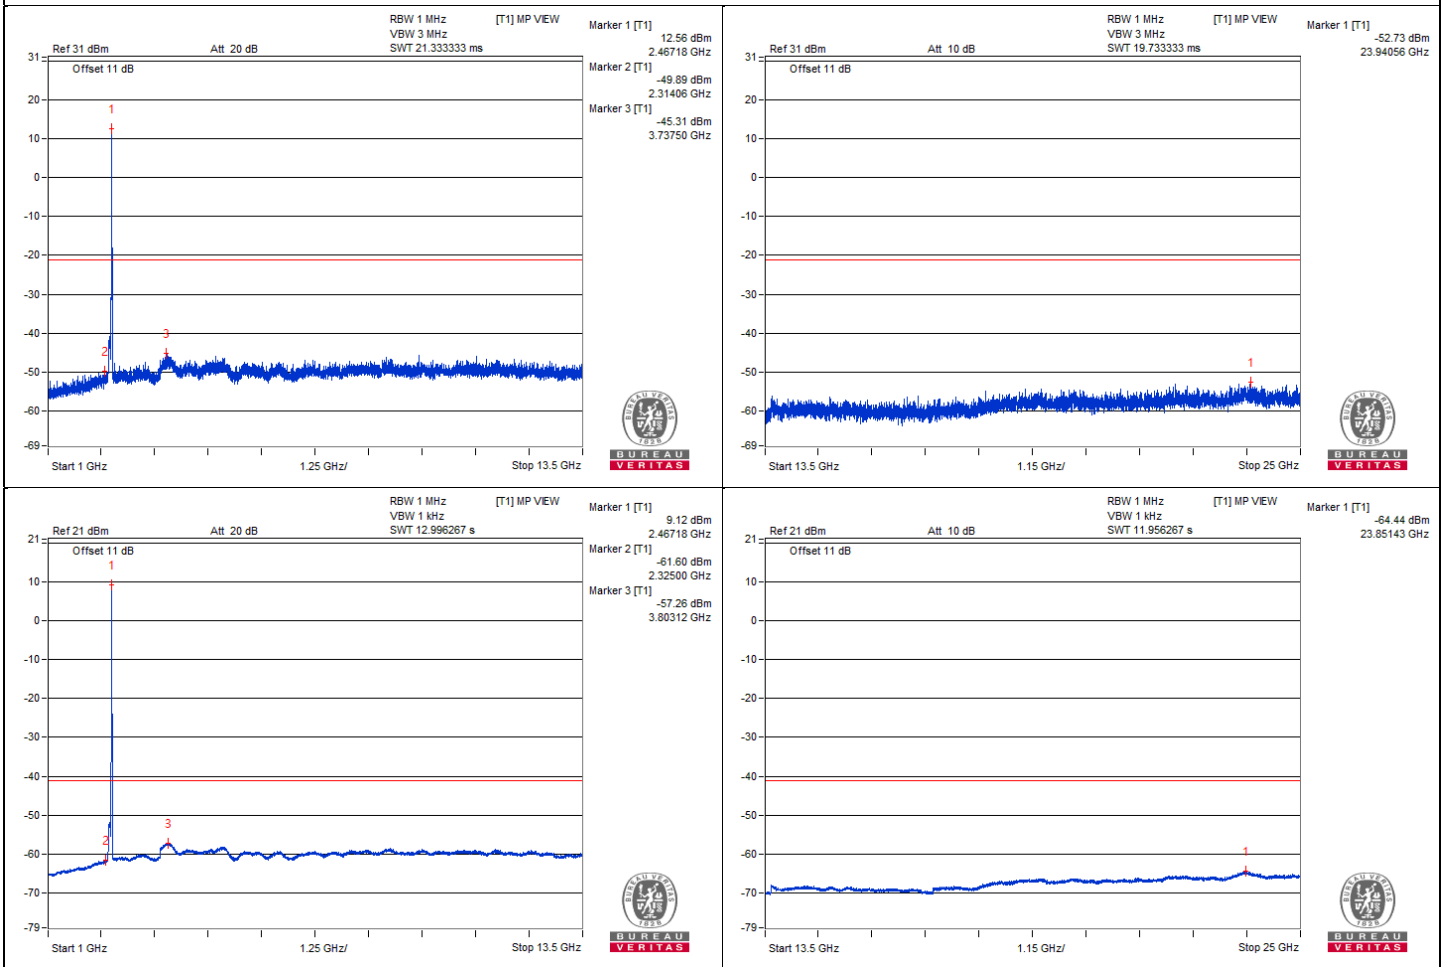 RBW 1 MHz [T1] MP VIEW
VBW 3 MHz
Ref 31 dBm Att 20 dB SWT 21.333333 ms
Marker 1 [T1]
12.56 dBm
2.46718 GHz
Marker 2 [T1]
-49.89 dBm
2.31406 GHz
Marker 3 [T1]
-45.31 dBm
3.73750 GHz
31
Offset 11 dB
1
20
10
0
-10
-20
-30
-40
2
3
-50
-60
-69
Start 1 GHz 1.25 GHz/ Stop 13.5 GHz
BUREAU VERITAS
1828
BUREAU
VERITAS
RBW 1 MHz [T1] MP VIEW
VBW 3 MHz
Ref 31 dBm Att 10 dB SWT 19.733333 ms
Marker 1 [T1]
-52.73 dBm
23.94056 GHz
31
Offset 11 dB
20
10
0
-10
-20
-30
-40
1
-50
-60
-69
Start 13.5 GHz 1.15 GHz/ Stop 25 GHz
BUREAU VERITAS
1828
BUREAU
VERITAS
RBW 1 MHz [T1] MP VIEW
VBW 1 kHz
Ref 21 dBm Att 20 dB SWT 12.996267 s
Marker 1 [T1]
9.12 dBm
2.46718 GHz
Marker 2 [T1]
-61.60 dBm
2.32500 GHz
Marker 3 [T1]
-57.26 dBm
3.80312 GHz
21
Offset 11 dB
1
10
0
-10
-20
-30
-40
-50
3
2
-60
-70
-79
Start 1 GHz 1.25 GHz/ Stop 13.5 GHz
BUREAU VERITAS
1828
BUREAU
VERITAS
RBW 1 MHz [T1] MP VIEW
VBW 1 kHz
Ref 21 dBm Att 10 dB SWT 11.956267 s
Marker 1 [T1]
-64.44 dBm
23.85143 GHz
21
Offset 11 dB
10
0
-10
-20
-30
-40
-50
-60
1
-70
-79
Start 13.5 GHz 1.15 GHz/ Stop 25 GHz
BUREAU VERITAS
1828
BUREAU
VERITAS